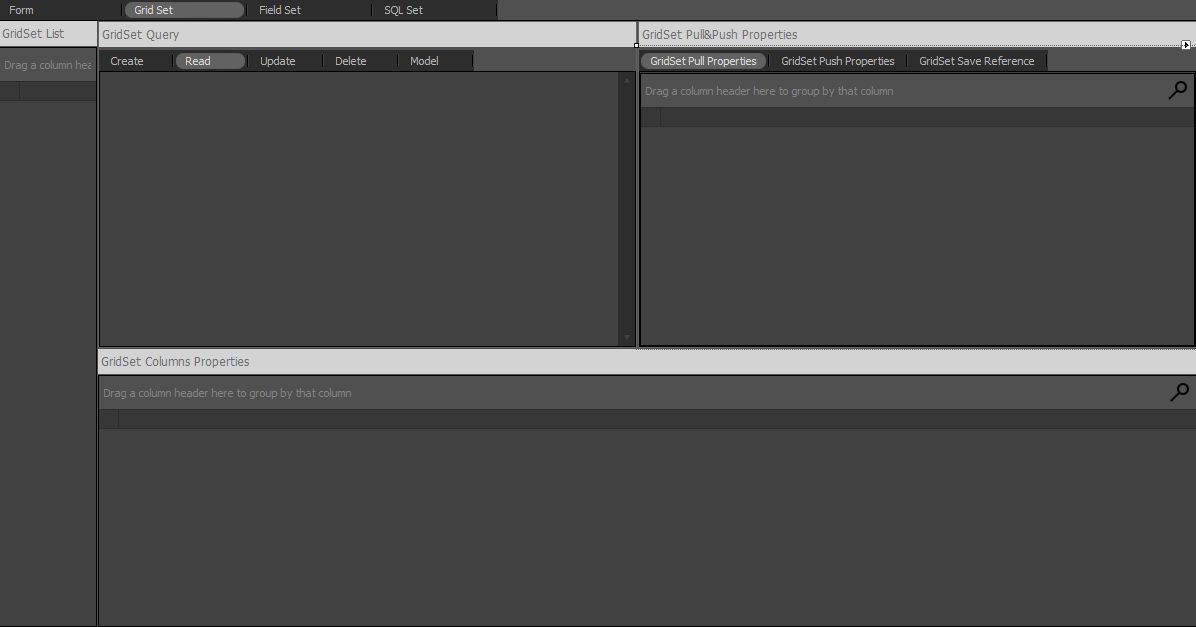 Form Grid Set Field Set SQL Set
GridSet List
Drag a column hea
GridSet Query
Create Read Update Delete Model
GridSet Pull&Push Properties
GridSet Pull Properties GridSet Push Properties GridSet Save Reference
Drag a column header here to group by that column
GridSet Columns Properties
Drag a column header here to group by that column